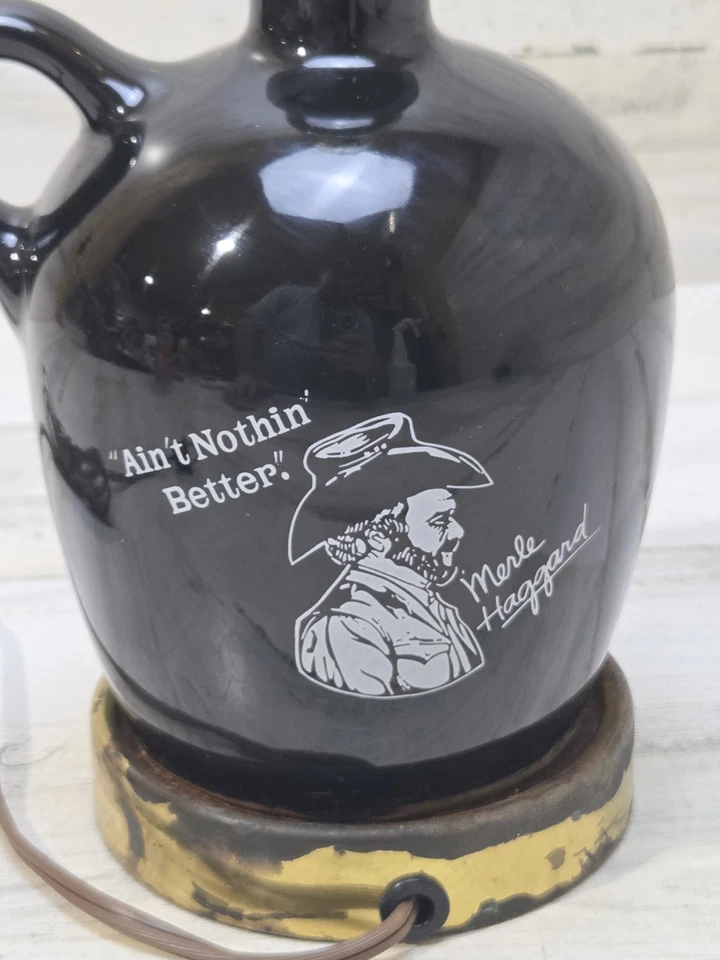 "Ain't Nothin'
Better".
Merle
Haggard